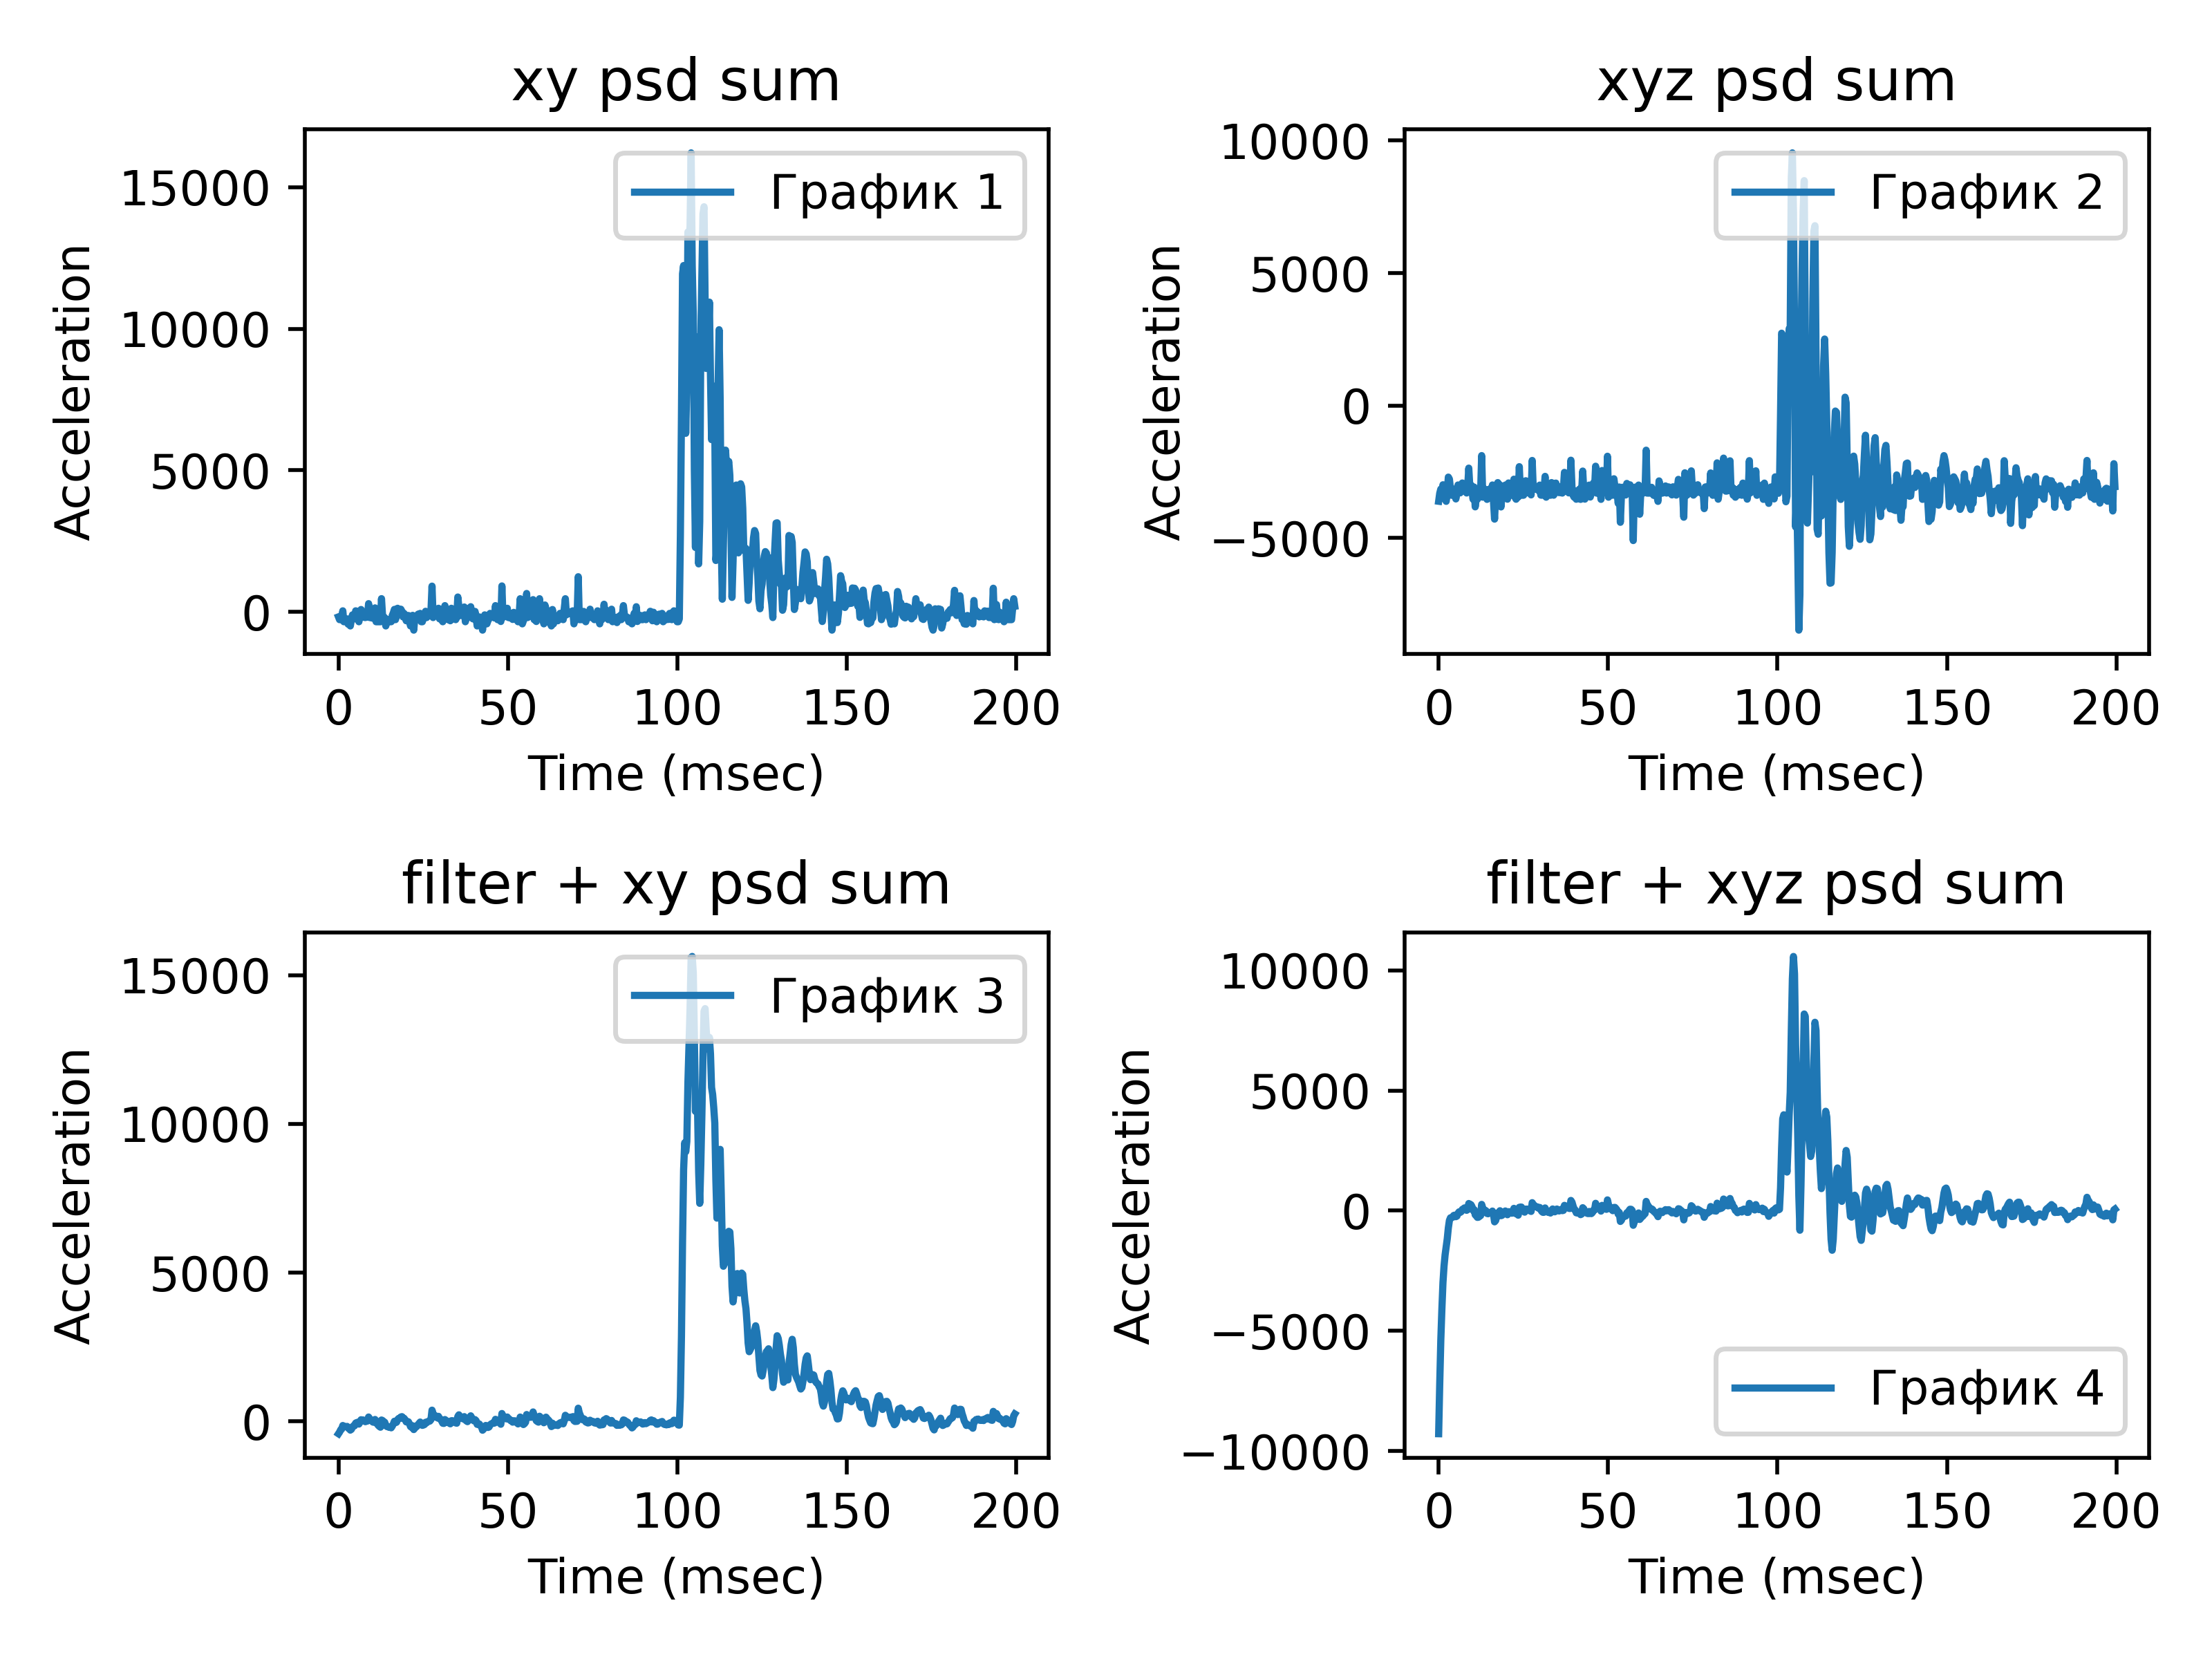 xy psd sum
15000
10000
5000
0
Acceleration
График 1
0 50 100 150 200
Time (msec)
xyz psd sum
10000
5000
0
−5000
Acceleration
График 2
0 50 100 150 200
Time (msec)
filter + xy psd sum
15000
10000
5000
0
Acceleration
График 3
0 50 100 150 200
Time (msec)
filter + xyz psd sum
10000
5000
0
−5000
−10000
Acceleration
График 4
0 50 100 150 200
Time (msec)